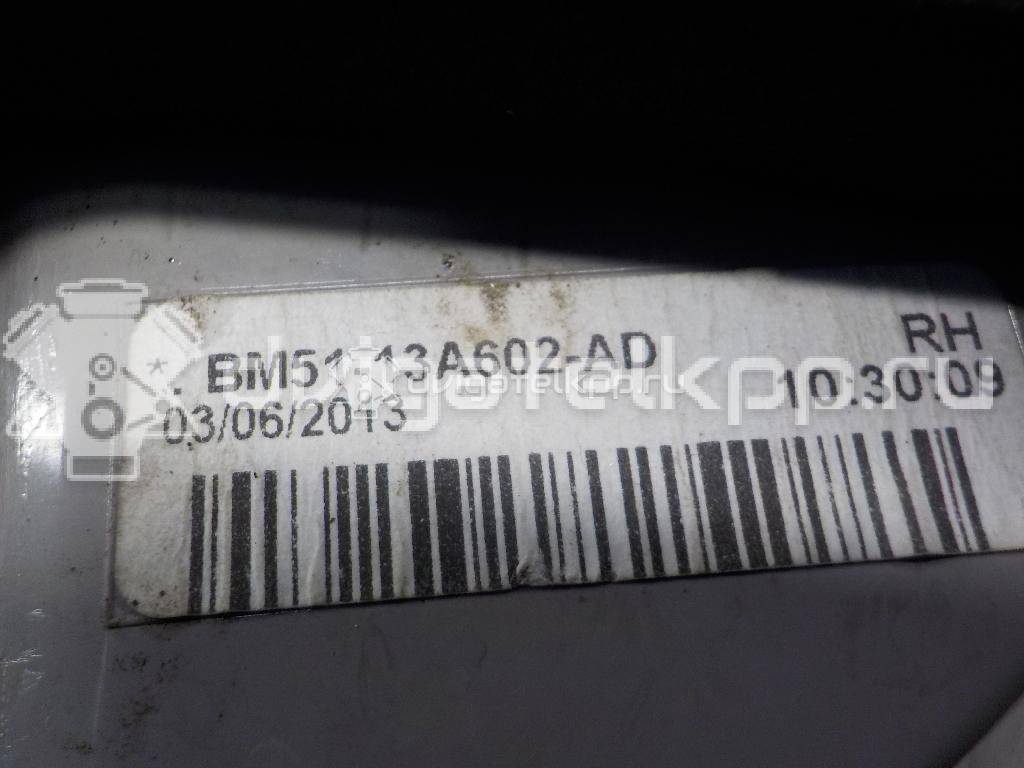 RH
. BM51-13A602-AD
03/06/2013 10:30:09
dvigatelkpp.ru